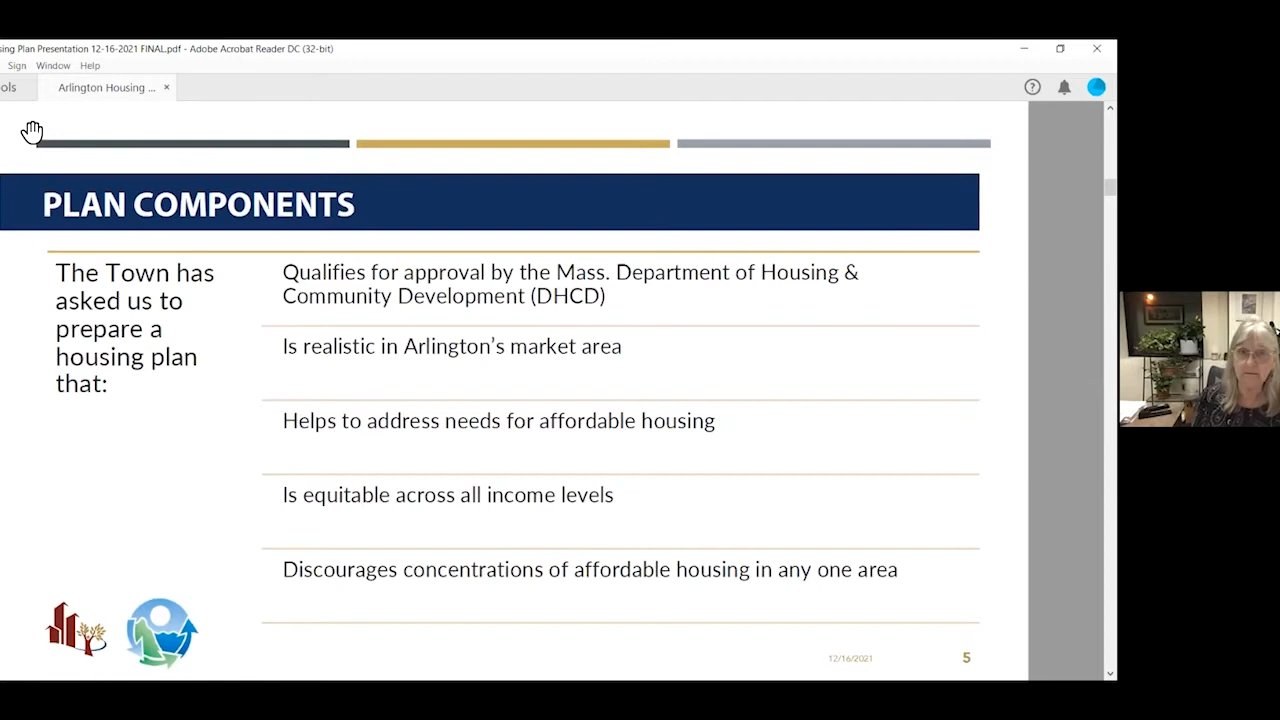 sing Plan Presentation 12-16-2021 FINAL.pdf - Adobe Acrobat Reader DC (32-bit)
Sign Window Help
ols
Arlington Housing ... ×
PLAN COMPONENTS
The Town has
asked us to
prepare a
housing plan
that:
Qualifies for approval by the Mass. Department of Housing &
Community Development (DHCD)
Is realistic in Arlington's market area
Helps to address needs for affordable housing
Is equitable across all income levels
Discourages concentrations of affordable housing in any one area
12/16/2021
5